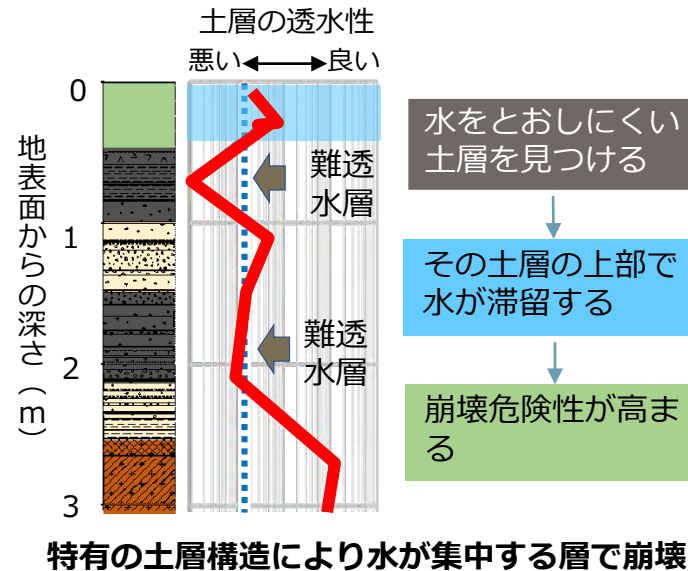 土層の透水性
悪い
良い
0
1
2
3
地表面からの深さ（m）
難透
水層
難透
水層
水をとおしにくい
土層を見つける
その土層の上部で
水が滞留する
崩壊危険性が高ま
る
特有の土層構造により水が集中する層で崩壊